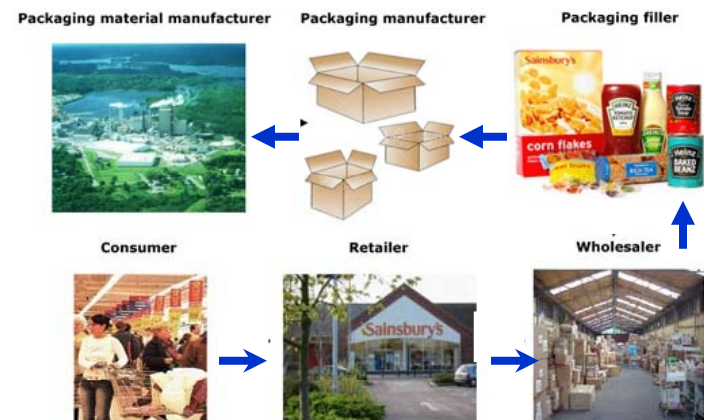 Packaging material manufacturer
Packaging manufacturer
Packaging filler
Sainsbury's
corn flakes
HEINZ
TOMATO
KETCHUP
Heinz
BAKED
BEANZ
RICH TEA
Consumer
Retailer
Wholesaler
Sainsbury's